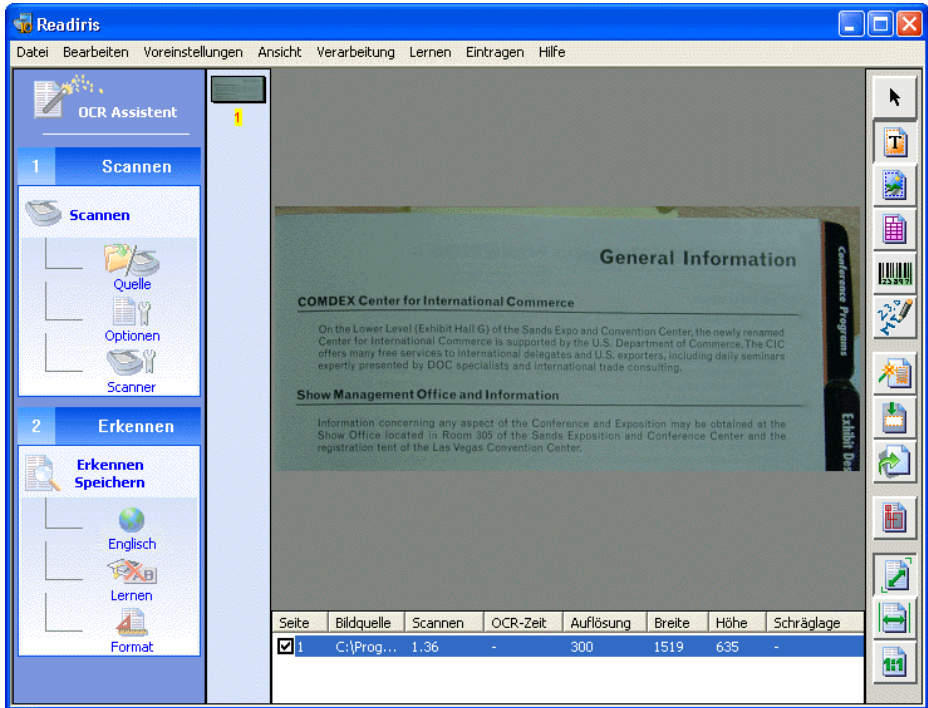 Readiris
Datei Bearbeiten Voreinstellungen Ansicht Verarbeitung Lernen Eintragen Hilfe
OCR Assistent
1 Scannen
Scannen
Quelle
Optionen
Scanner
2 Erkennen
Erkennen
Speichern
Englisch
Lernen
Format
1
General Information
COMDEX Center for International Commerce
On the Lower Level (Exhibit Hall G) of the Sands Expo and Convention Center, the newly renamed
Center for International Commerce is supported by the U.S. Department of Commerce. The CIC
offers many free services to international delegates and U.S. exporters, including daily seminars
expertly presented by DOC specialists and international trade consulting.
Show Management Office and Information
Information concerning any aspect of the Conference and Exposition may be obtained at the
Show Office located in Room 305 of the Sands Exposition and Conference Center and the
registration tent of the Las Vegas Convention Center.
Conference Programs
Exhibit Des
T
1:1
Seite Bildquelle Scannen OCR-Zeit Auflösung Breite Höhe Schräglage
1 C:\Prog... 1.36 - 300 1519 635 -